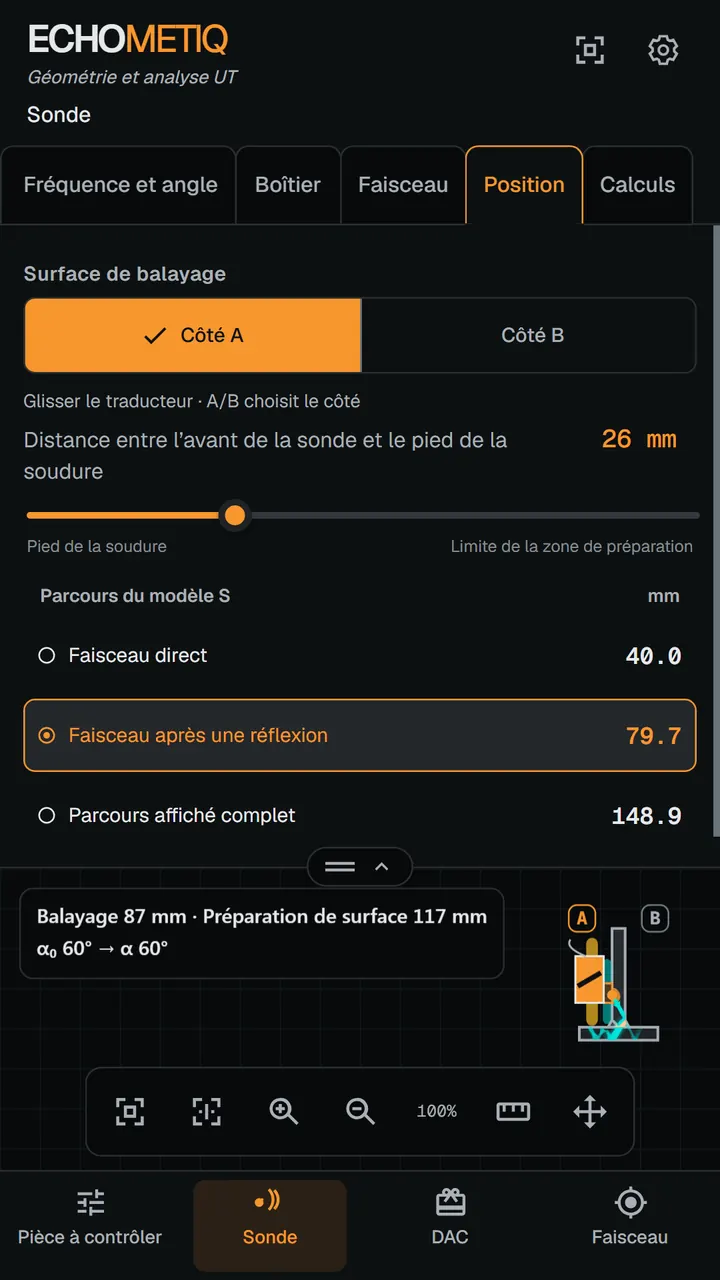 ECHOMETIQ
Géométrie et analyse UT
Sonde
Fréquence et angle
Boîtier
Faisceau
Position
Calculs
Surface de balayage
Côté A
Côté B
Glisser le traducteur · A/B choisit le côté
Distance entre l’avant de la sonde et le pied de la
soudure
26 mm
Pied de la soudure
Limite de la zone de préparation
Parcours du modèle S
mm
Faisceau direct
40.0
Faisceau après une réflexion
79.7
Parcours affiché complet
148.9
Balayage 87 mm · Préparation de surface 117 mm
α₀ 60° → α 60°
A
B
100%
Pièce à contrôler
Sonde
DAC
Faisceau